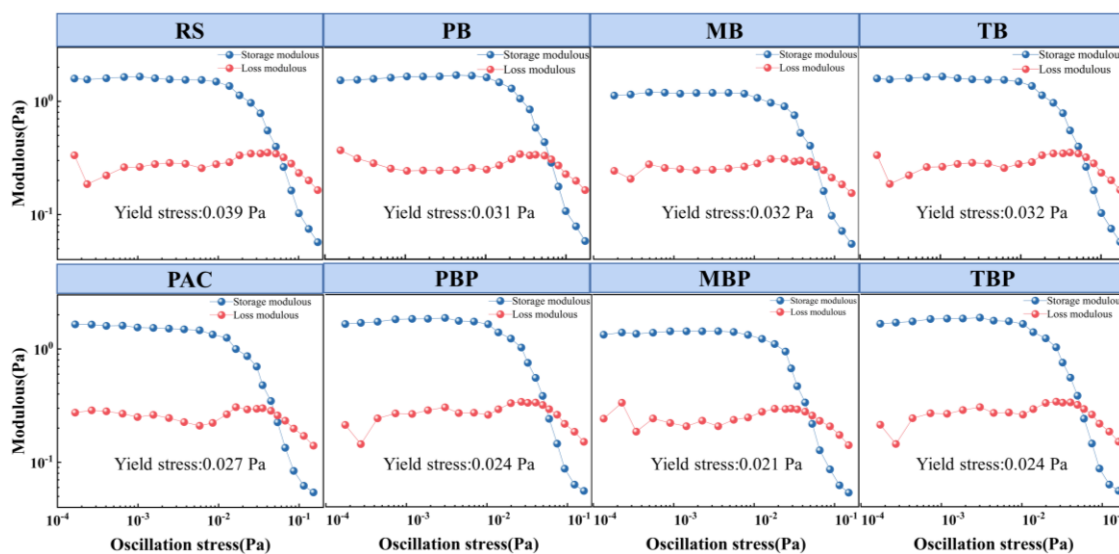 RS PB MB TB
Storage modulous Storage modulous Storage modulous Storage modulous
Loss modulous Loss modulous Loss modulous Loss modulous
10^0
10^-1
Modulous(Pa)
Yield stress:0.039 Pa Yield stress:0.031 Pa Yield stress:0.032 Pa Yield stress:0.032 Pa
PAC PBP MBP TBP
Storage modulous Storage modulous Storage modulous Storage modulous
Loss modulous Loss modulous Loss modulous Loss modulous
10^0
10^-1
Modulous(Pa)
Yield stress:0.027 Pa Yield stress:0.024 Pa Yield stress:0.021 Pa Yield stress:0.024 Pa
10^-4 10^-3 10^-2 10^-1 10^-4 10^-3 10^-2 10^-1 10^-4 10^-3 10^-2 10^-1 10^-4 10^-3 10^-2 10^-1
Oscillation stress(Pa) Oscillation stress(Pa) Oscillation stress(Pa) Oscillation stress(Pa)